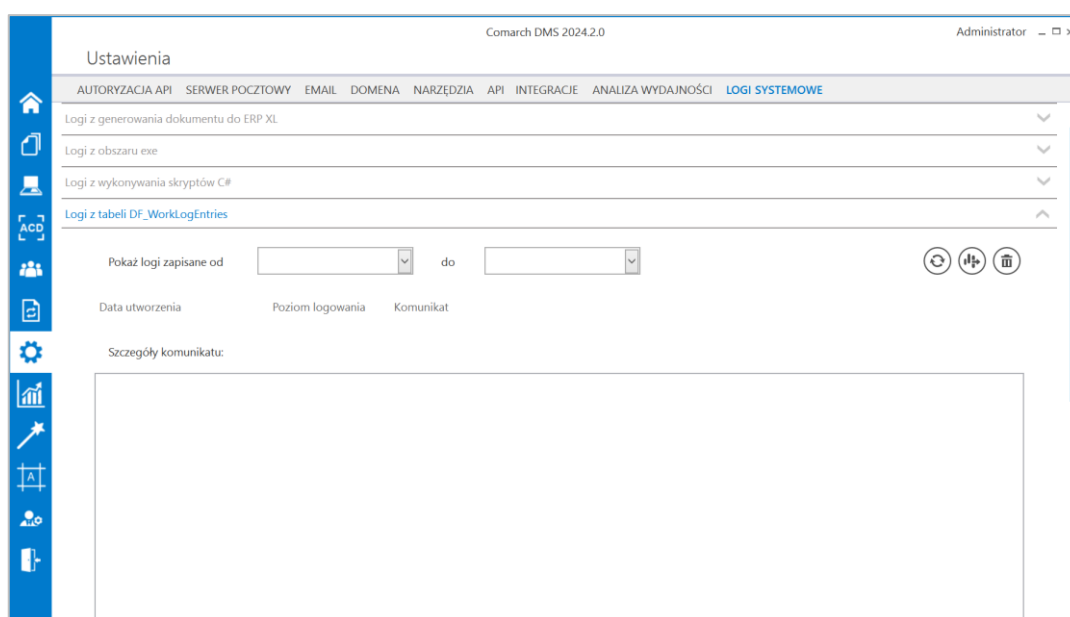 Comarch DMS 2024.2.0
Administrator
Ustawienia
AUTORYZACJA API SERWER POCZTOWY EMAIL DOMENA NARZĘDZIA API INTEGRACJE ANALIZA WYDAJNOŚCI LOGI SYSTEMOWE
Logi z generowania dokumentu do ERP XL
Logi z obszaru exe
Logi z wykonywania skryptów C#
Logi z tabeli DF_WorkLogEntries
Pokaż logi zapisane od do
Data utworzenia Poziom logowania Komunikat
Szczegóły komunikatu:
ACD
A